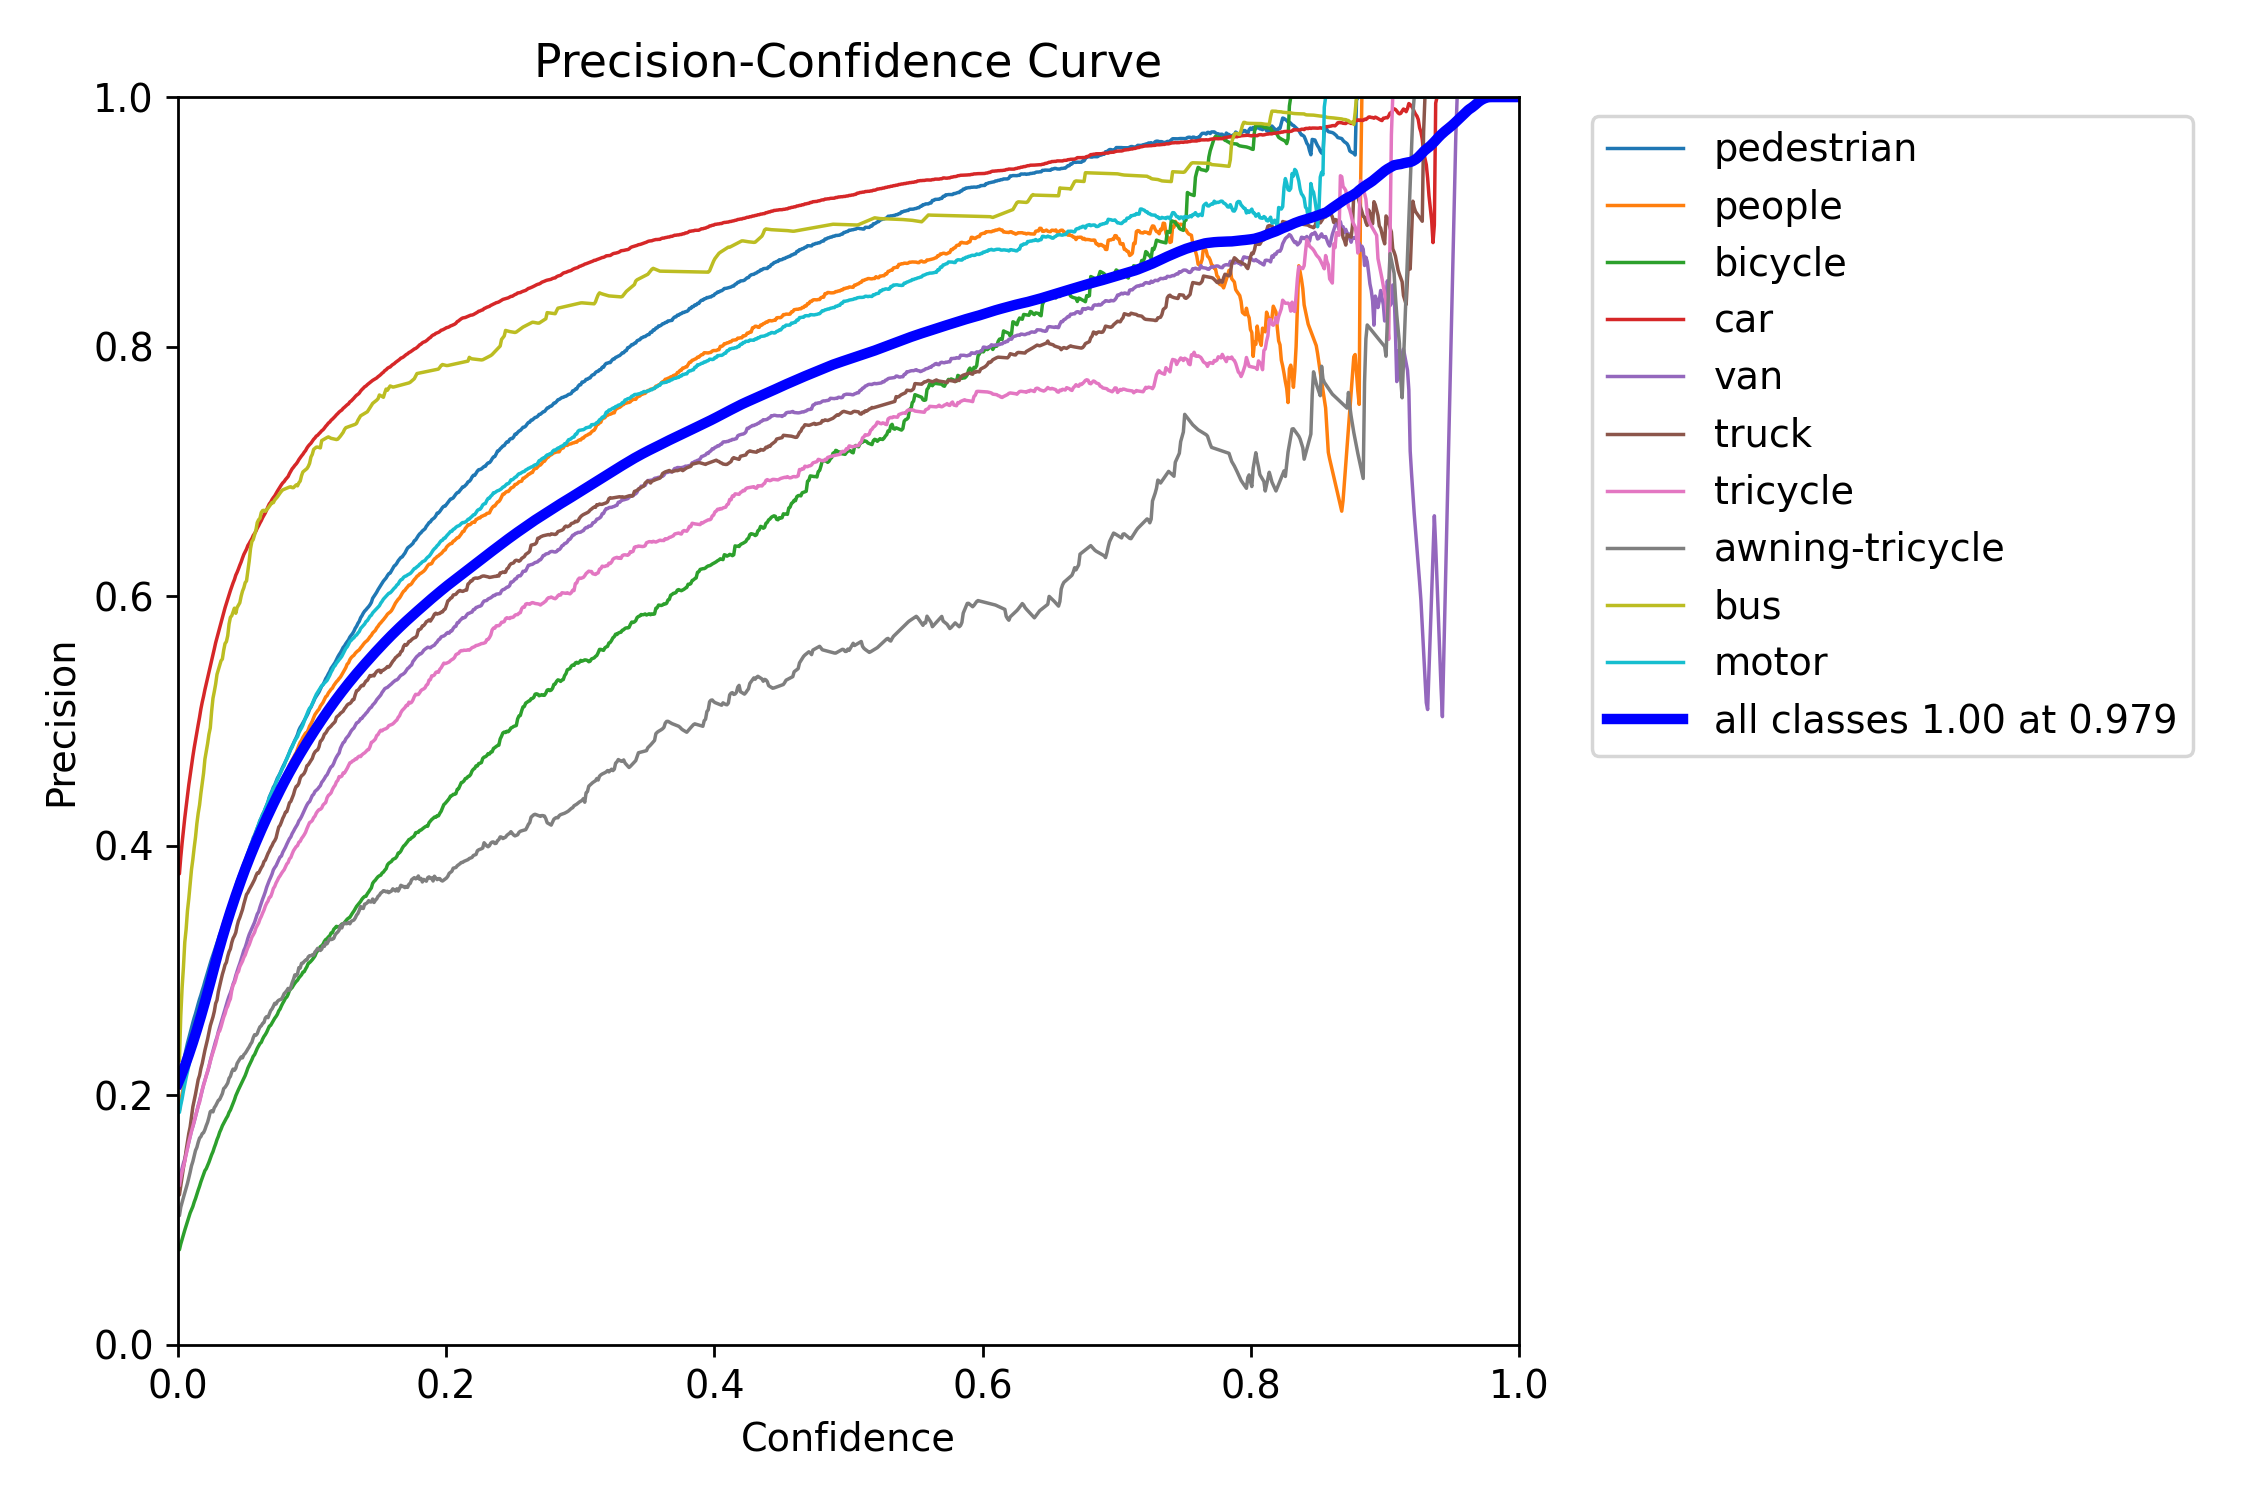 Precision-Confidence Curve
1.0
0.8
0.6
0.4
0.2
0.0
Precision
0.0 0.2 0.4 0.6 0.8 1.0
Confidence
pedestrian
people
bicycle
car
van
truck
tricycle
awning-tricycle
bus
motor
all classes 1.00 at 0.979